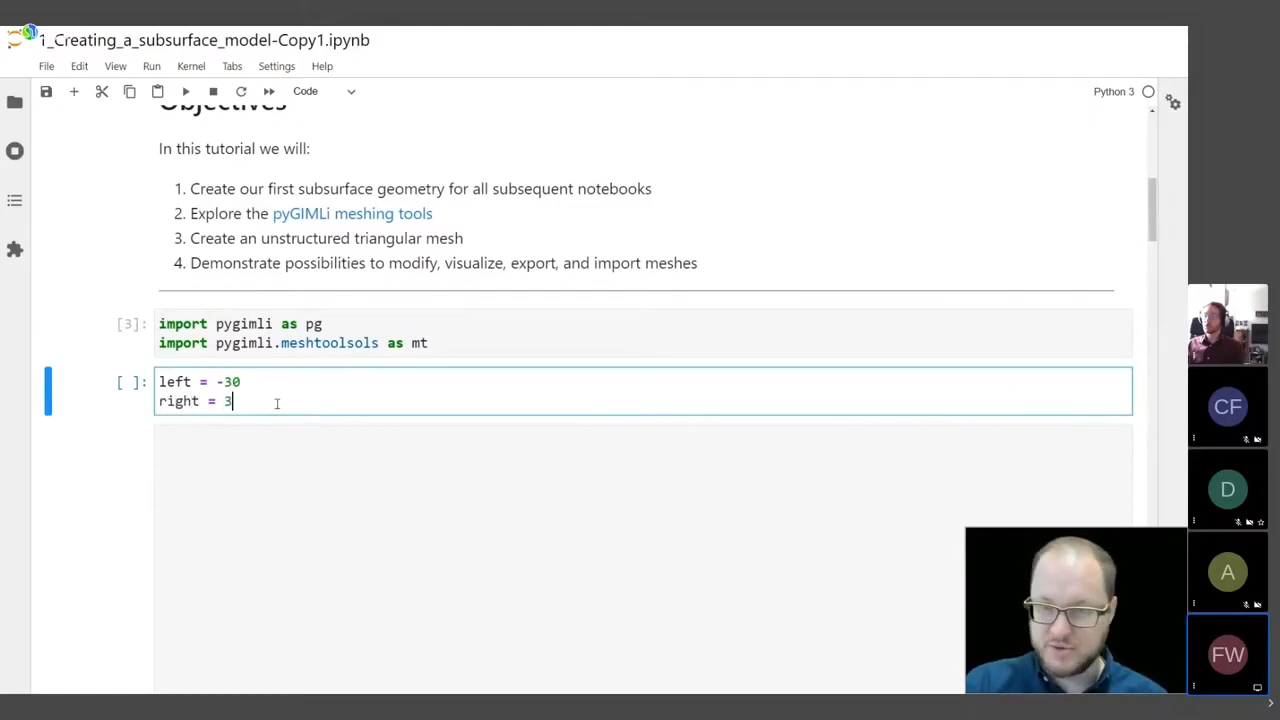 1_Creating_a_subsurface_model-Copy1.ipynb
File Edit View Run Kernel Tabs Settings Help
Code
Python 3
Objectives
In this tutorial we will:
1. Create our first subsurface geometry for all subsequent notebooks
2. Explore the pyGIMLi meshing tools
3. Create an unstructured triangular mesh
4. Demonstrate possibilities to modify, visualize, export, and import meshes
[3]: import pygimli as pg
import pygimli.meshtoolsols as mt
[ ]: left = -30
right = 3
CF
D
A
FW